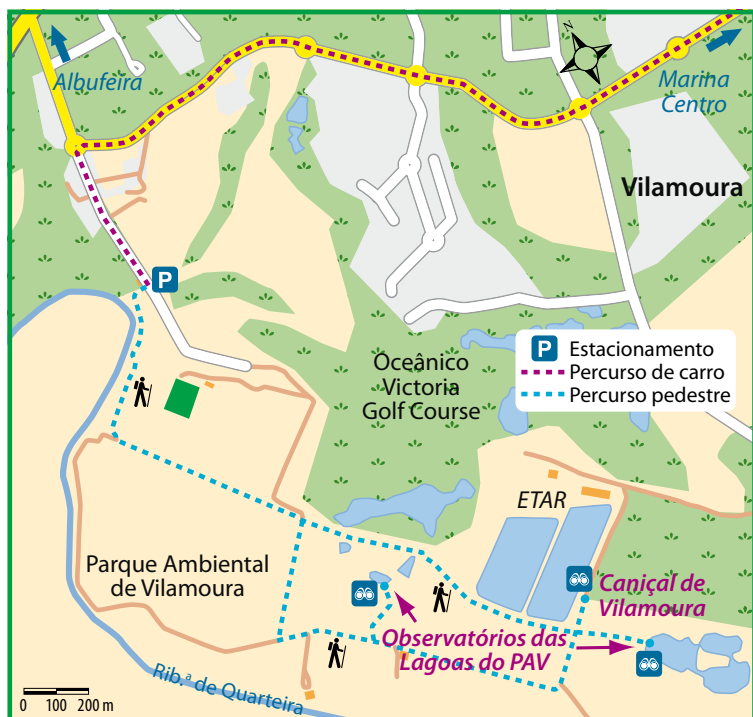 N
Albufeira
Marina
Centro
Vilamoura
P
P Estacionamento
Percurso de carro
Percurso pedestre
Oceânico
Victoria
Golf Course
ETAR
Parque Ambiental
de Vilamoura
Caniçal de
Vilamoura
Observatórios das
Lagoas do PAV
Rib.ª de Quarteira
0 100 200 m